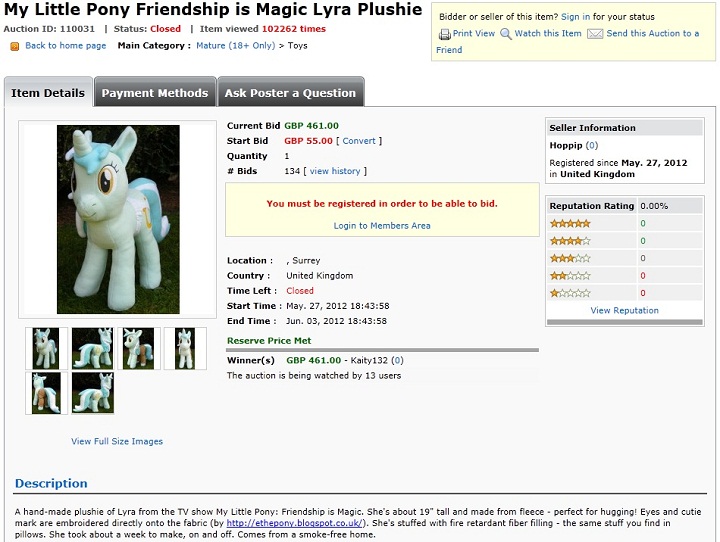 My Little Pony Friendship is Magic Lyra Plushie
Auction ID: 110031 | Status: Closed | Item viewed 102262 times
Back to home page Main Category : Mature (18+ Only) > Toys
Bidder or seller of this item? Sign in for your status
Print View Watch this Item Send this Auction to a
Friend
Item Details Payment Methods Ask Poster a Question
Current Bid GBP 461.00
Start Bid GBP 55.00 [ Convert ]
Quantity 1
# Bids 134 [ view history ]
You must be registered in order to be able to bid.
Login to Members Area
Location : , Surrey
Country : United Kingdom
Time Left : Closed
Start Time : May. 27, 2012 18:43:58
End Time : Jun. 03, 2012 18:43:58
Reserve Price Met
Winner(s) GBP 461.00 - Kaity132 (0)
The auction is being watched by 13 users
Seller Information
Hoppip (0)
Registered since May. 27, 2012
in United Kingdom
Reputation Rating 0.00%
0
0
0
0
0
View Reputation
View Full Size Images
Description
A hand-made plushie of Lyra from the TV show My Little Pony: Friendship is Magic. She's about 19" tall and made from fleece - perfect for hugging! Eyes and cutie
mark are embroidered directly onto the fabric (by http://ethepony.blogspot.co.uk/). She's stuffed with fire retardant fiber filling - the same stuff you find in
pillows. She took about a week to make, on and off. Comes from a smoke-free home.